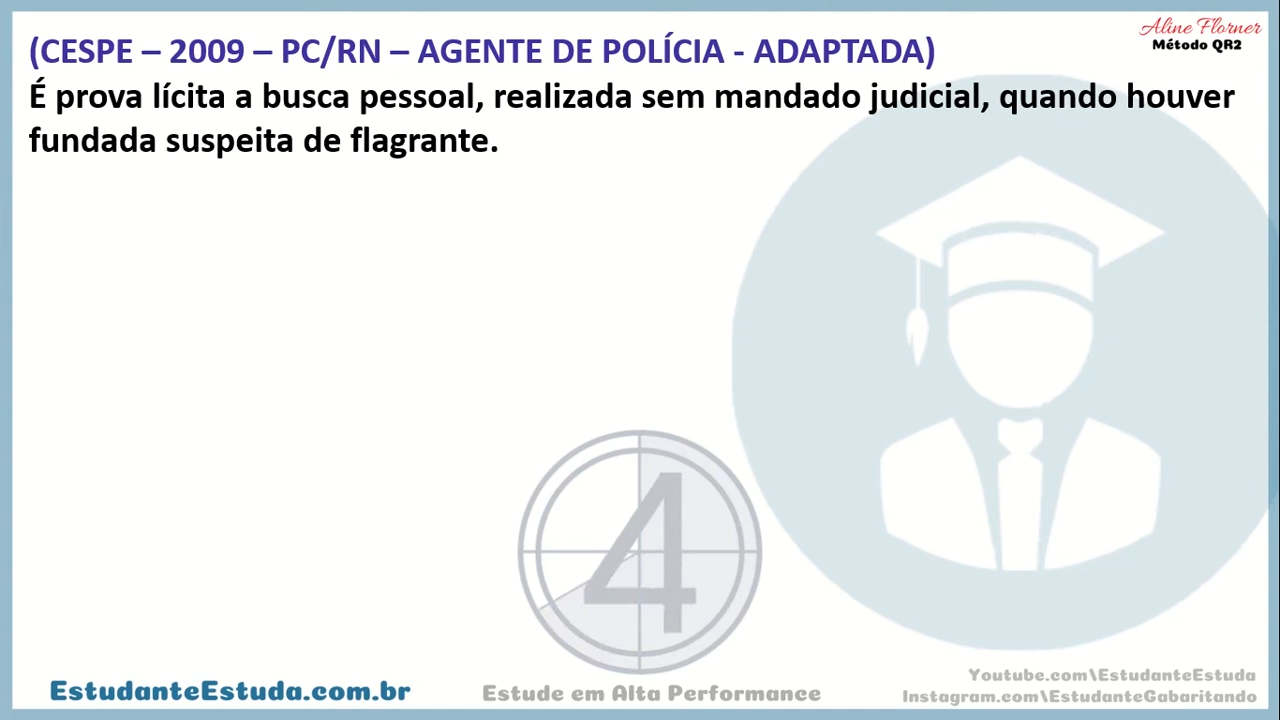 Aline Florner
Método QR2
(CESPE – 2009 – PC/RN – AGENTE DE POLÍCIA - ADAPTADA)
É prova lícita a busca pessoal, realizada sem mandado judicial, quando houver
fundada suspeita de flagrante.
4
EstudanteEstuda.com.br
Estude em Alta Performance
Youtube.com\EstudanteEstuda
Instagram.com\EstudanteGabaritando